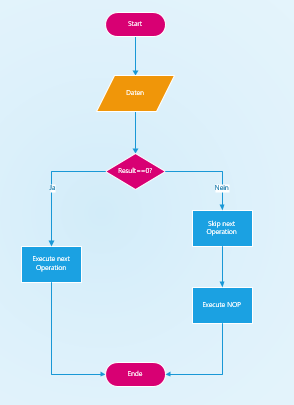 Start
Daten
Result==0?
Ja
Nein
Skip next
Operation
Execute next
Operation
Execute NOP
Ende